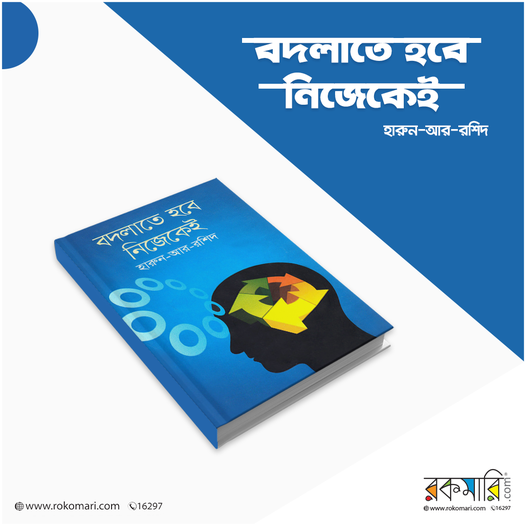 বদলাতে হবে
নিজেকেই
হারুন-আর-রশিদ
বদলাতে হবে
নিজেকেই
হারুন-আর-রশিদ
রকমারি
.com
www.rokomari.com 16297
www.rokomari.com 16297